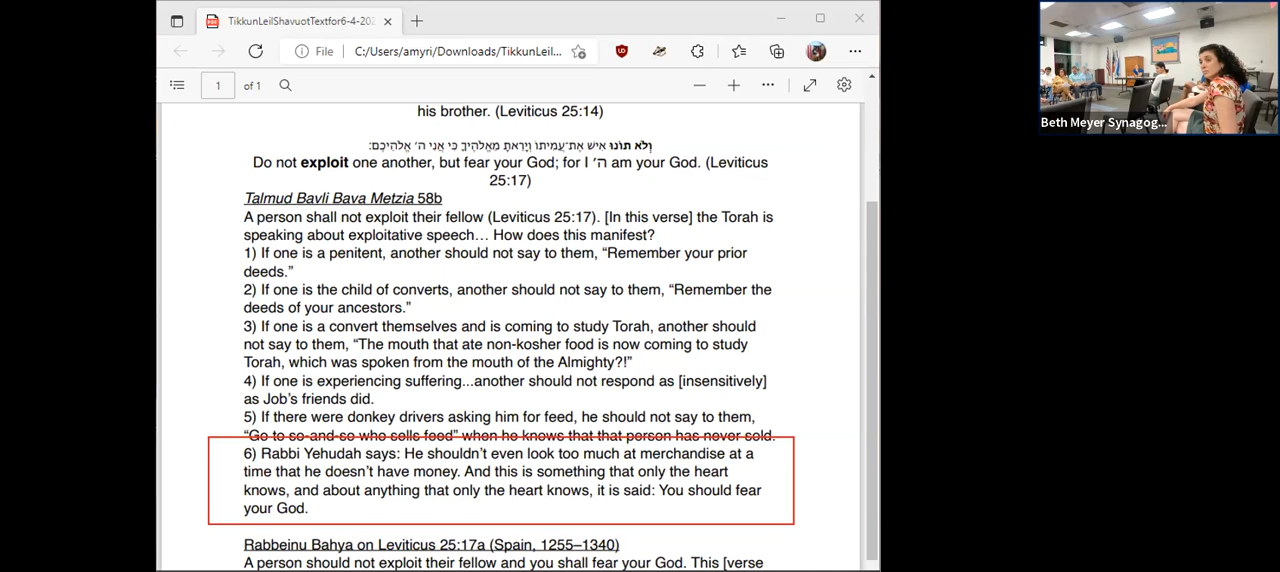 TikkunLeilShavuotTextfor6-4-202
File
C:/Users/amyri/Downloads/TikkunLeil...
1
of 1
his brother. (Leviticus 25:14)
וְלֹא תוֹנוּ אִישׁ אֶת־עֲמִיתוֹ וְיָרֵאתָ מֵאֱלֹהֶיךָ כִּי אֲנִי ה׳ אֱלֹהֵיכֶם:
Do not exploit one another, but fear your God; for I ה׳ am your God. (Leviticus
25:17)
Talmud Bavli Bava Metzia 58b
A person shall not exploit their fellow (Leviticus 25:17). [In this verse] the Torah is
speaking about exploitative speech… How does this manifest?
1) If one is a penitent, another should not say to them, “Remember your prior
deeds.”
2) If one is the child of converts, another should not say to them, “Remember the
deeds of your ancestors.”
3) If one is a convert themselves and is coming to study Torah, another should
not say to them, “The mouth that ate non-kosher food is now coming to study
Torah, which was spoken from the mouth of the Almighty?!”
4) If one is experiencing suffering...another should not respond as [insensitively]
as Job’s friends did.
5) If there were donkey drivers asking him for feed, he should not say to them,
“Go to so-and-so who sells feed” when he knows that that person has never sold.
6) Rabbi Yehudah says: He shouldn’t even look too much at merchandise at a
time that he doesn’t have money. And this is something that only the heart
knows, and about anything that only the heart knows, it is said: You should fear
your God.
Rabbeinu Bahya on Leviticus 25:17a (Spain, 1255–1340)
A person should not exploit their fellow and you shall fear your God. This [verse
Beth Meyer Synagog...